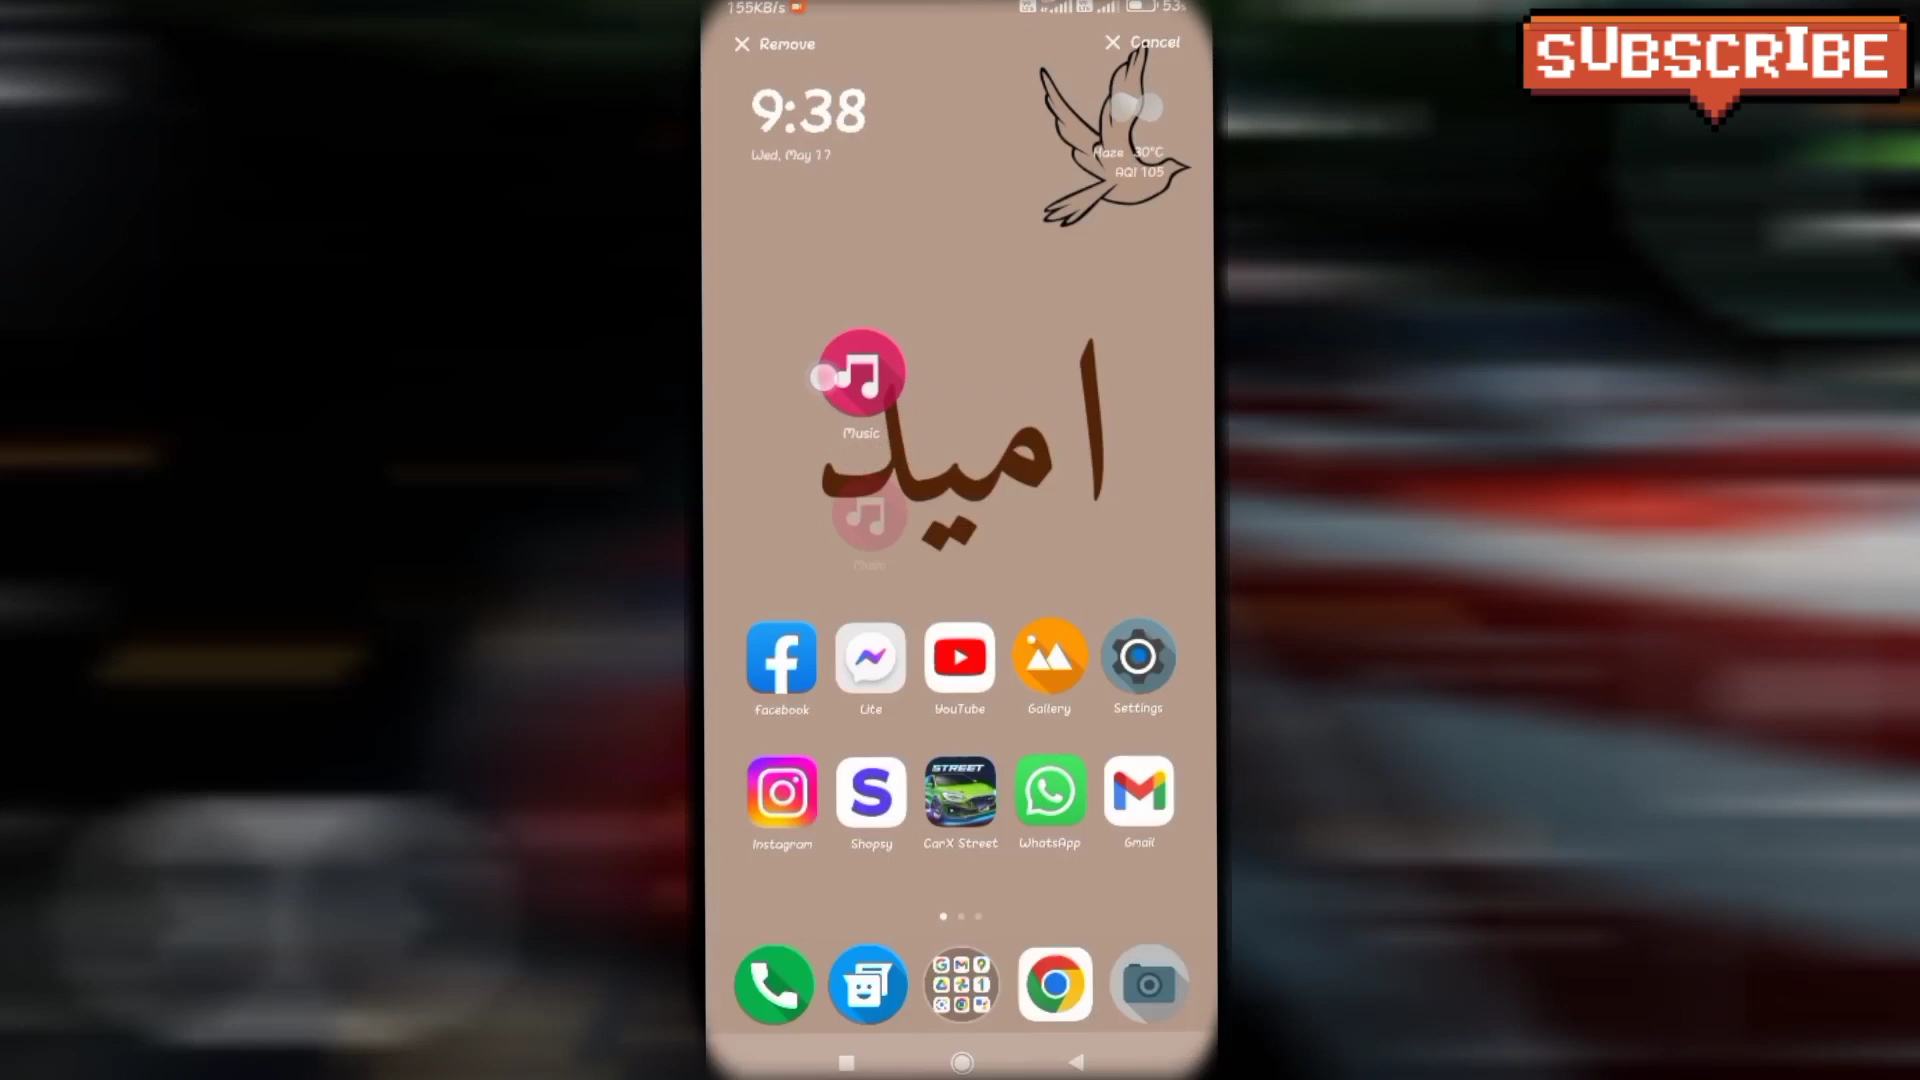 155KB/s
53%
SUBSCRIBE
Remove
Cancel
9:38
Wed, May 17
Haze 30°C
AQI 105
Music
امید
Music
Facebook
Lite
YouTube
Gallery
Settings
STREET
Instagram
Shopsy
CarX Street
WhatsApp
Gmail